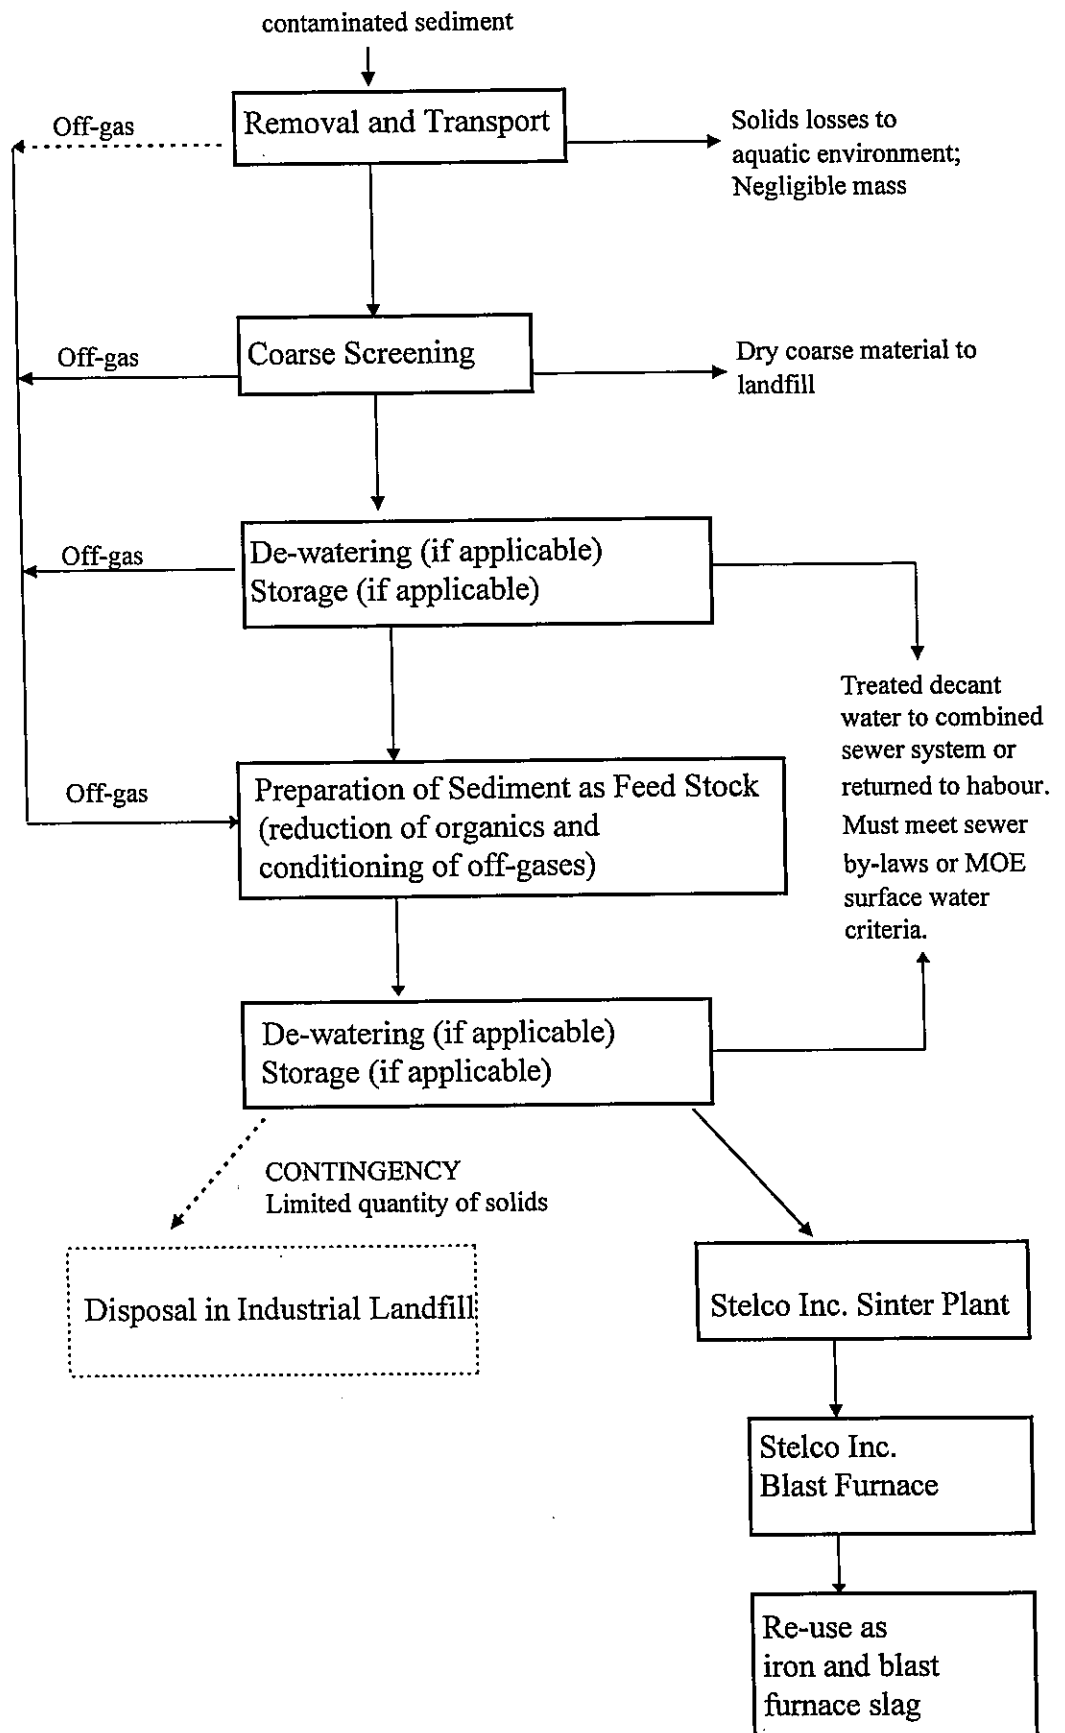 contaminated sediment
Off-gas
Removal and Transport
Solids losses to
aquatic environment;
Negligible mass
Off-gas
Coarse Screening
Dry coarse material to
landfill
Off-gas
De-watering (if applicable)
Storage (if applicable)
Treated decant
water to combined
sewer system or
returned to habour.
Must meet sewer
by-laws or MOE
surface water
criteria.
Off-gas
Preparation of Sediment as Feed Stock
(reduction of organics and
conditioning of off-gases)
De-watering (if applicable)
Storage (if applicable)
CONTINGENCY
Limited quantity of solids
Disposal in Industrial Landfill
Stelco Inc. Sinter Plant
Stelco Inc.
Blast Furnace
Re-use as
iron and blast
furnace slag